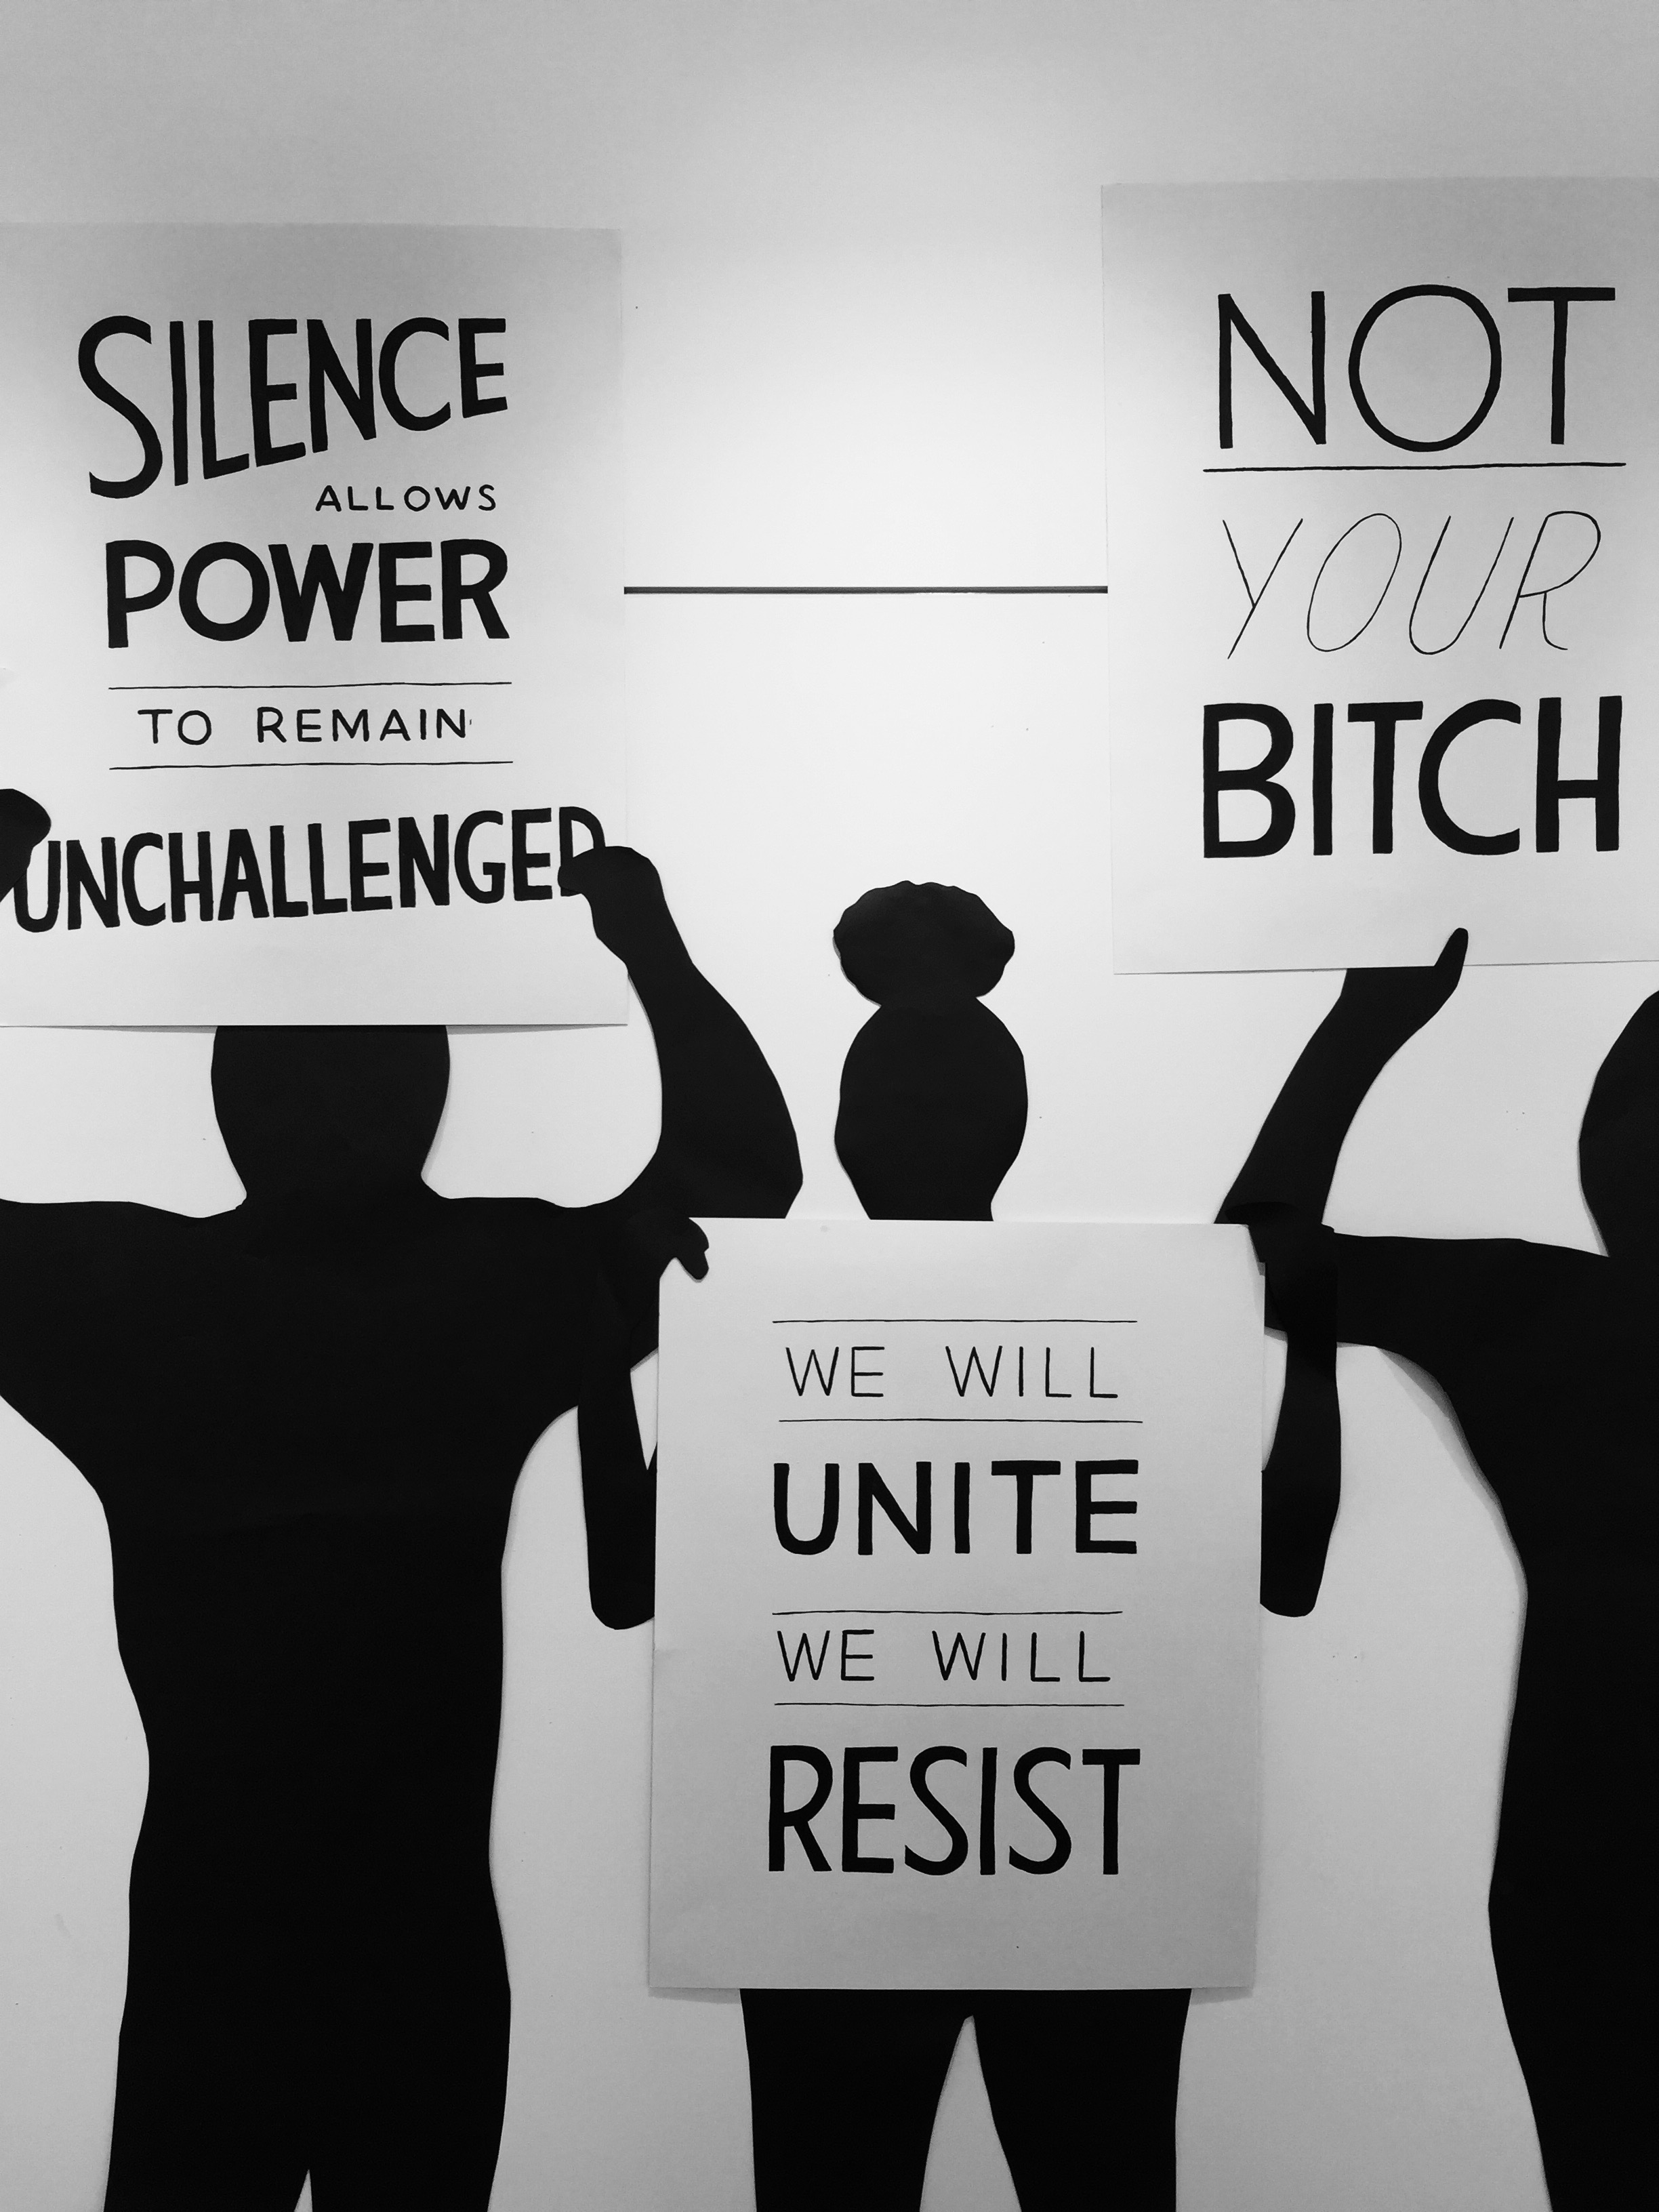 SILENCE
ALLOWS
POWER
TO REMAIN
UNCHALLENGED
NOT
YOUR
BITCH
WE WILL
UNITE
WE WILL
RESIST